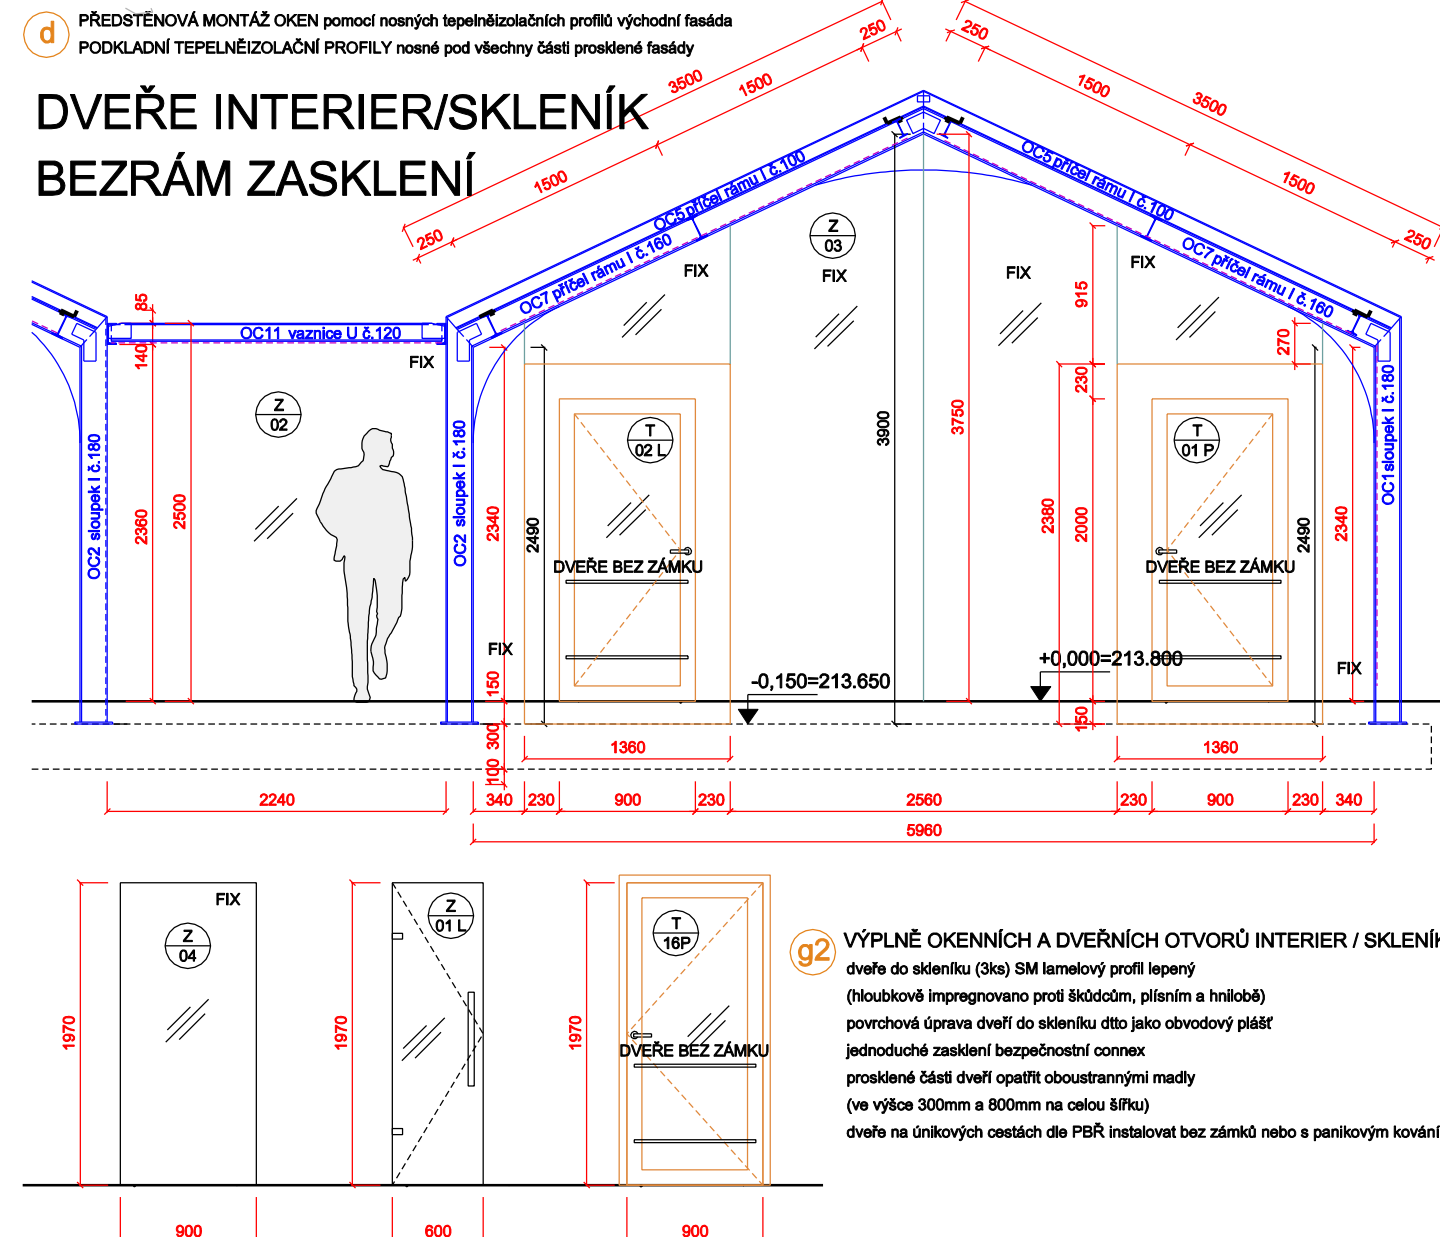 d
PŘEDSTĚNOVÁ MONTÁŽ OKEN pomocí nosných tepelněizolačních profilů východní fasáda
PODKLADNÍ TEPELNĚIZOLAČNÍ PROFILY nosné pod všechny části prosklené fasády
DVEŘE INTERIER/SKLENÍK
BEZRÁM ZASKLENÍ
3500
250
1500
1500
250
250
1500
3500
1500
250
OC5 příčel rámu I č.100
OC7 příčel rámu I č.160
OC5 příčel rámu I č.100
OC7 příčel rámu I č.160
85
OC11 vaznice U č.120
140
FIX
Z
02
OC2 sloupek I č.180
2360
2500
OC2 sloupek I č.180
2340
2490
FIX
Z
03
FIX
FIX
FIX
915
270
230
T
02 L
T
01 P
3900
3750
2380
2000
2490
2340
OC1 sloupek I č.180
DVEŘE BEZ ZÁMKU
DVEŘE BEZ ZÁMKU
FIX
FIX
150
-0,150=213.650
+0,000=213.800
150
300
100
1360
1360
2240
340
230
900
230
2560
230
900
230
340
5960
1970
FIX
Z
04
900
1970
Z
01 L
600
1970
T
16P
DVEŘE BEZ ZÁMKU
900
g2
VÝPLNĚ OKENNÍCH A DVEŘNÍCH OTVORŮ INTERIER / SKLENÍK
dveře do skleníku (3ks) SM lamelový profil lepený
(hloubkově impregnovano proti škůdcům, plísním a hnilobě)
povrchová úprava dveří do skleníku dtto jako obvodový plášť
jednoduché zasklení bezpečnostní connex
prosklené části dveří opatřit oboustrannými madly
(ve výšce 300mm a 800mm na celou šířku)
dveře na únikových cestách dle PBŘ instalovat bez zámků nebo s panikovým kování